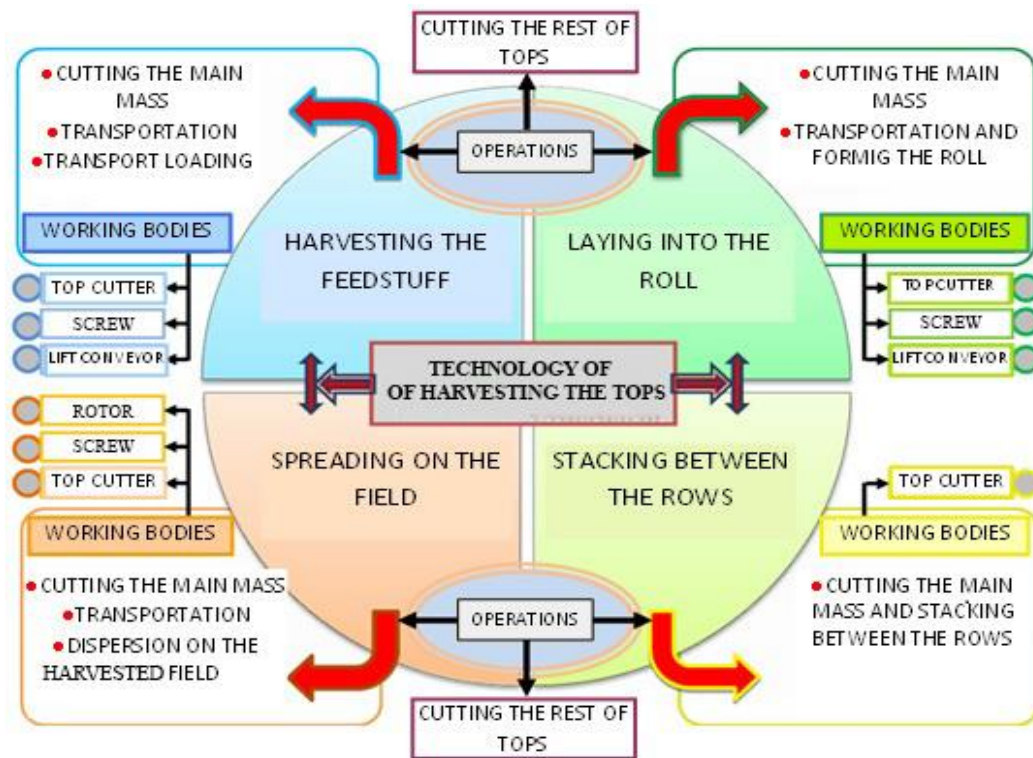 CUTTING THE REST OF
TOPS
● CUTTING THE MAIN
MASS
● TRANSPORTATION
● TRANSPORT LOADING
WORKING BODIES
TOP CUTTER
SCREW
LIFT CONVEYOR
OPERATIONS
● CUTTING THE MAIN
MASS
● TRANSPORTATION AND
FORMIG THE ROLL
WORKING BODIES
TOPCUTTER
SCREW
LIFTCONVEYOR
HARVESTING THE
FEEDSTUFF
LAYING INTO THE
ROLL
TECHNOLOGY OF
OF HARVESTING THE TOPS
SPREADING ON THE
FIELD
STACKING BETWEEN
THE ROWS
ROTOR
SCREW
TOP CUTTER
WORKING BODIES
● CUTTING THE MAIN MASS
● TRANSPORTATION
● DISPERSION ON THE
HARVESTED FIELD
OPERATIONS
TOP CUTTER
WORKING BODIES
● CUTTING THE MAIN
MASS AND STACKING
BETWEEN THE ROWS
CUTTING THE REST OF
TOPS